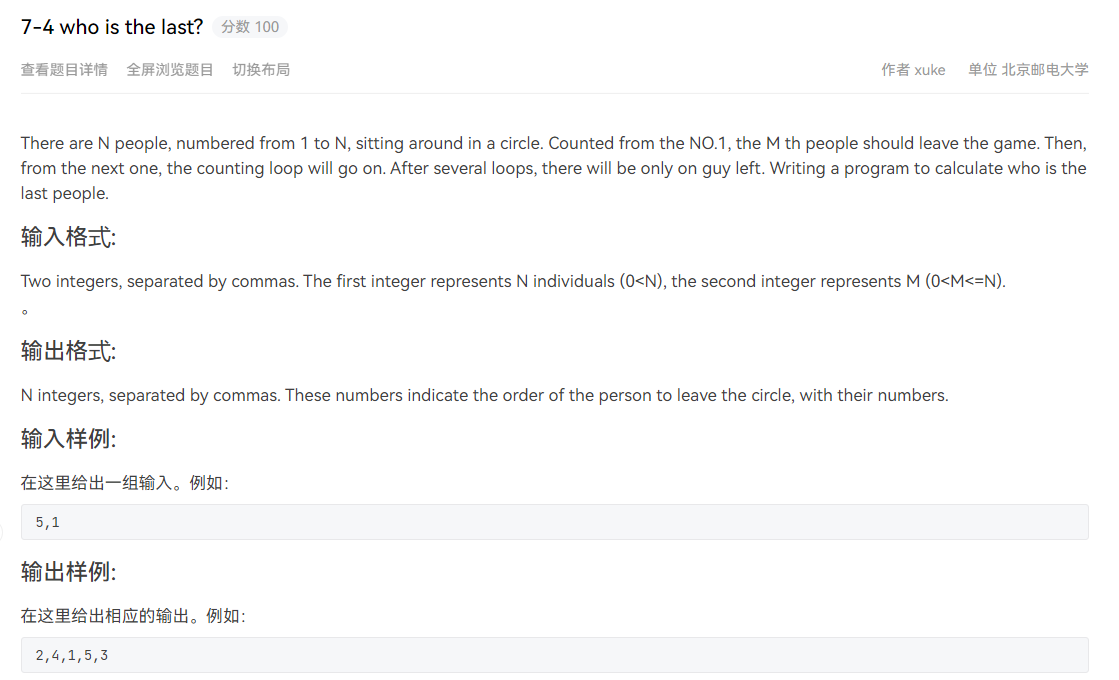 7-4 who is the last? 分数 100
查看题目详情 全屏浏览题目 切换布局 作者 xuke 单位 北京邮电大学
There are N people, numbered from 1 to N, sitting around in a circle. Counted from the NO.1, the M th people should leave the game. Then,
from the next one, the counting loop will go on. After several loops, there will be only on guy left. Writing a program to calculate who is the
last people.
输入格式:
Two integers, separated by commas. The first integer represents N individuals (0<N), the second integer represents M (0<M<=N).
。
输出格式:
N integers, separated by commas. These numbers indicate the order of the person to leave the circle, with their numbers.
输入样例:
在这里给出一组输入。例如：
5,1
输出样例:
在这里给出相应的输出。例如：
2,4,1,5,3